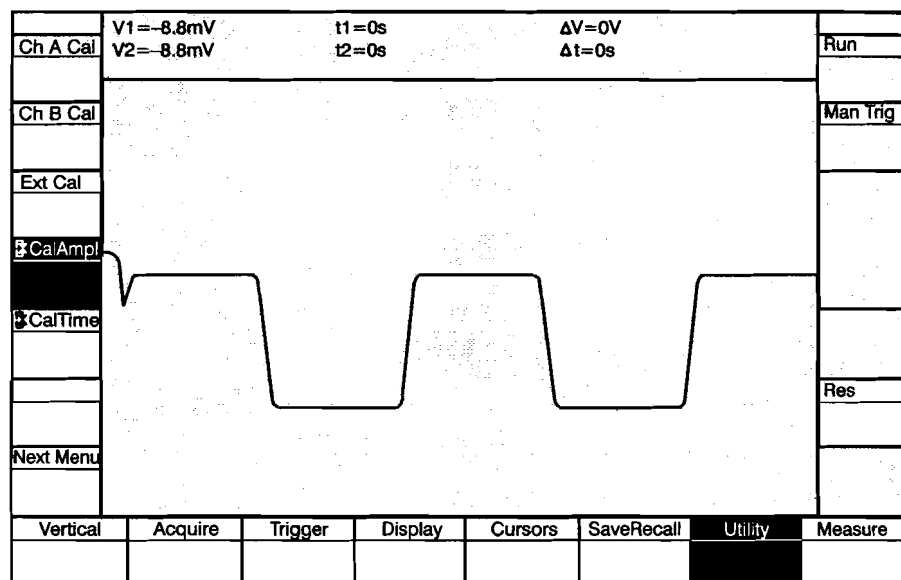 V1=-8.8mV t1=0s ΔV=0V
V2=-8.8mV t2=0s Δt=0s
Ch A Cal
Ch B Cal
Ext Cal
CalAmpl
CalTime
Next Menu
Run
Man Trig
Res
Vertical Acquire Trigger Display Cursors SaveRecall Utility Measure